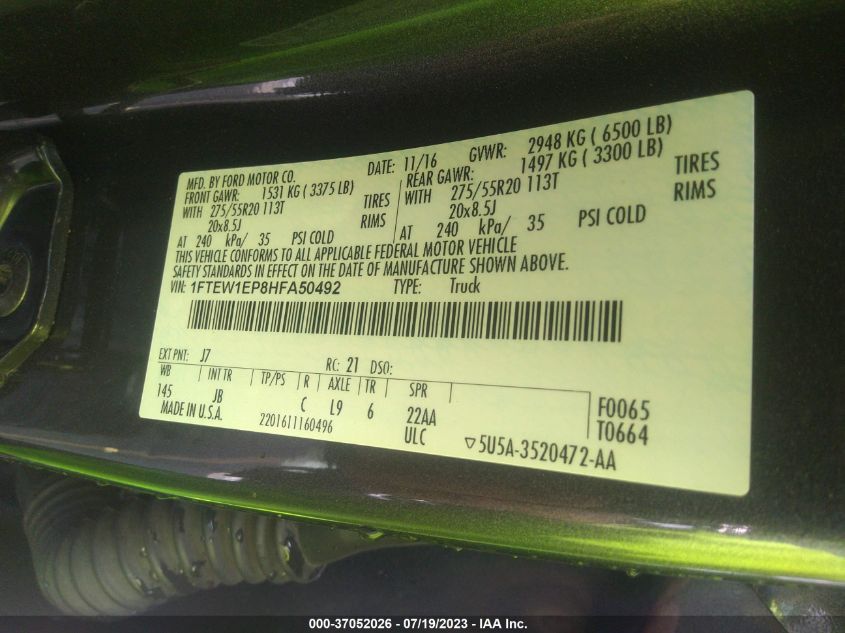 MFD. BY FORD MOTOR CO.
DATE: 11/16 GVWR: 2948 KG ( 6500 LB)
FRONT GAWR: 1531 KG ( 3375 LB)
REAR GAWR: 1497 KG ( 3300 LB)
WITH 275/55R20 113T TIRES
WITH 275/55R20 113T TIRES
20x8.5J RIMS
20x8.5J RIMS
AT 240 kPa/ 35 PSI COLD
AT 240 kPa/ 35 PSI COLD
THIS VEHICLE CONFORMS TO ALL APPLICABLE FEDERAL MOTOR VEHICLE
SAFETY STANDARDS IN EFFECT ON THE DATE OF MANUFACTURE SHOWN ABOVE.
VIN: 1FTEW1EP8HFA50492 TYPE: Truck
EXT PNT: J7 RC: 21 DSO:
WB INT TR TP/PS R AXLE TR SPR
145 JB C L9 6 22AA F0065
MADE IN U.S.A. 2201611160496 ULC T0664
▽5U5A-3520472-AA
000-37052026 - 07/19/2023 - IAA Inc.